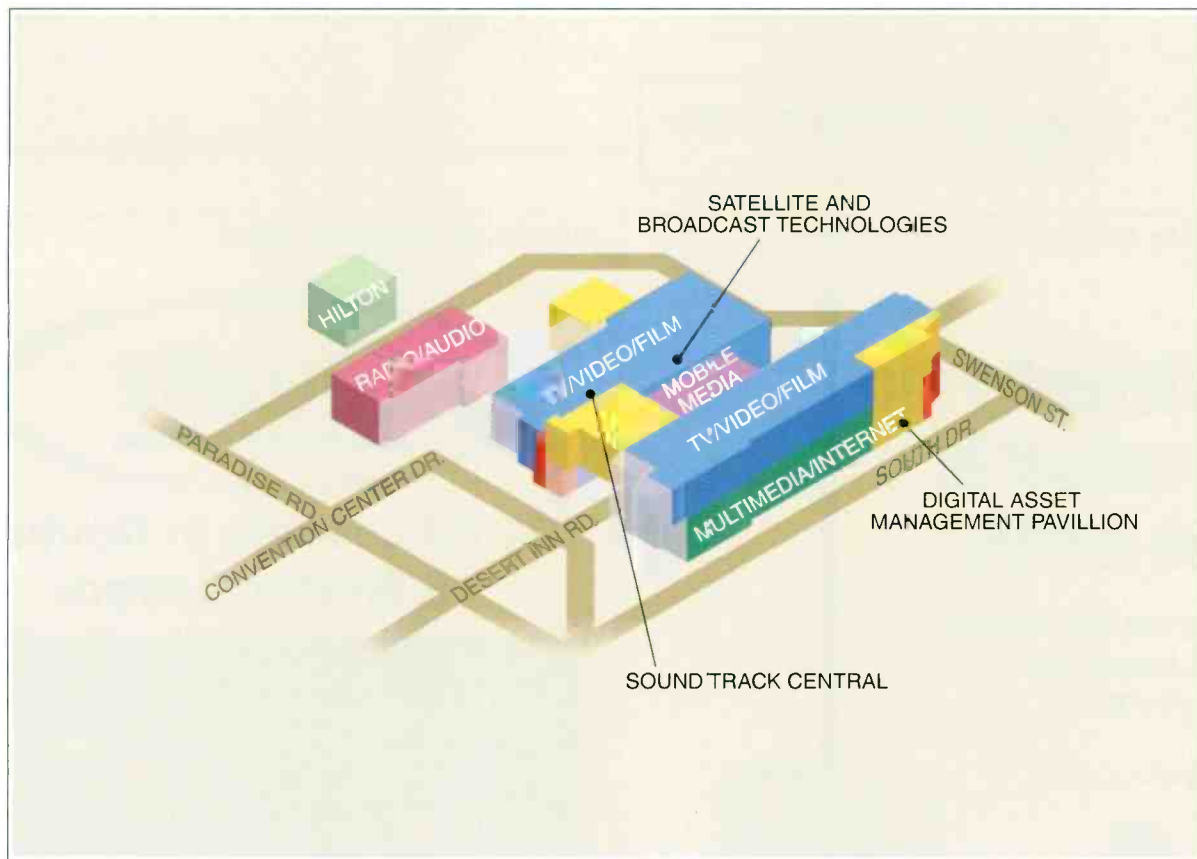 SATELLITE AND
BROADCAST TECHNOLOGIES
HILTON
RADIO/AUDIO
TV/VIDEO/FILM
MOBILE
MEDIA
TV/VIDEO/FILM
MULTIMEDIA/INTERNET
SWENSON ST.
SOUTH DR.
PARADISE RD.
CONVENTION CENTER DR.
DESERT INN RD.
DIGITAL ASSET
MANAGEMENT PAVILLION
SOUND TRACK CENTRAL